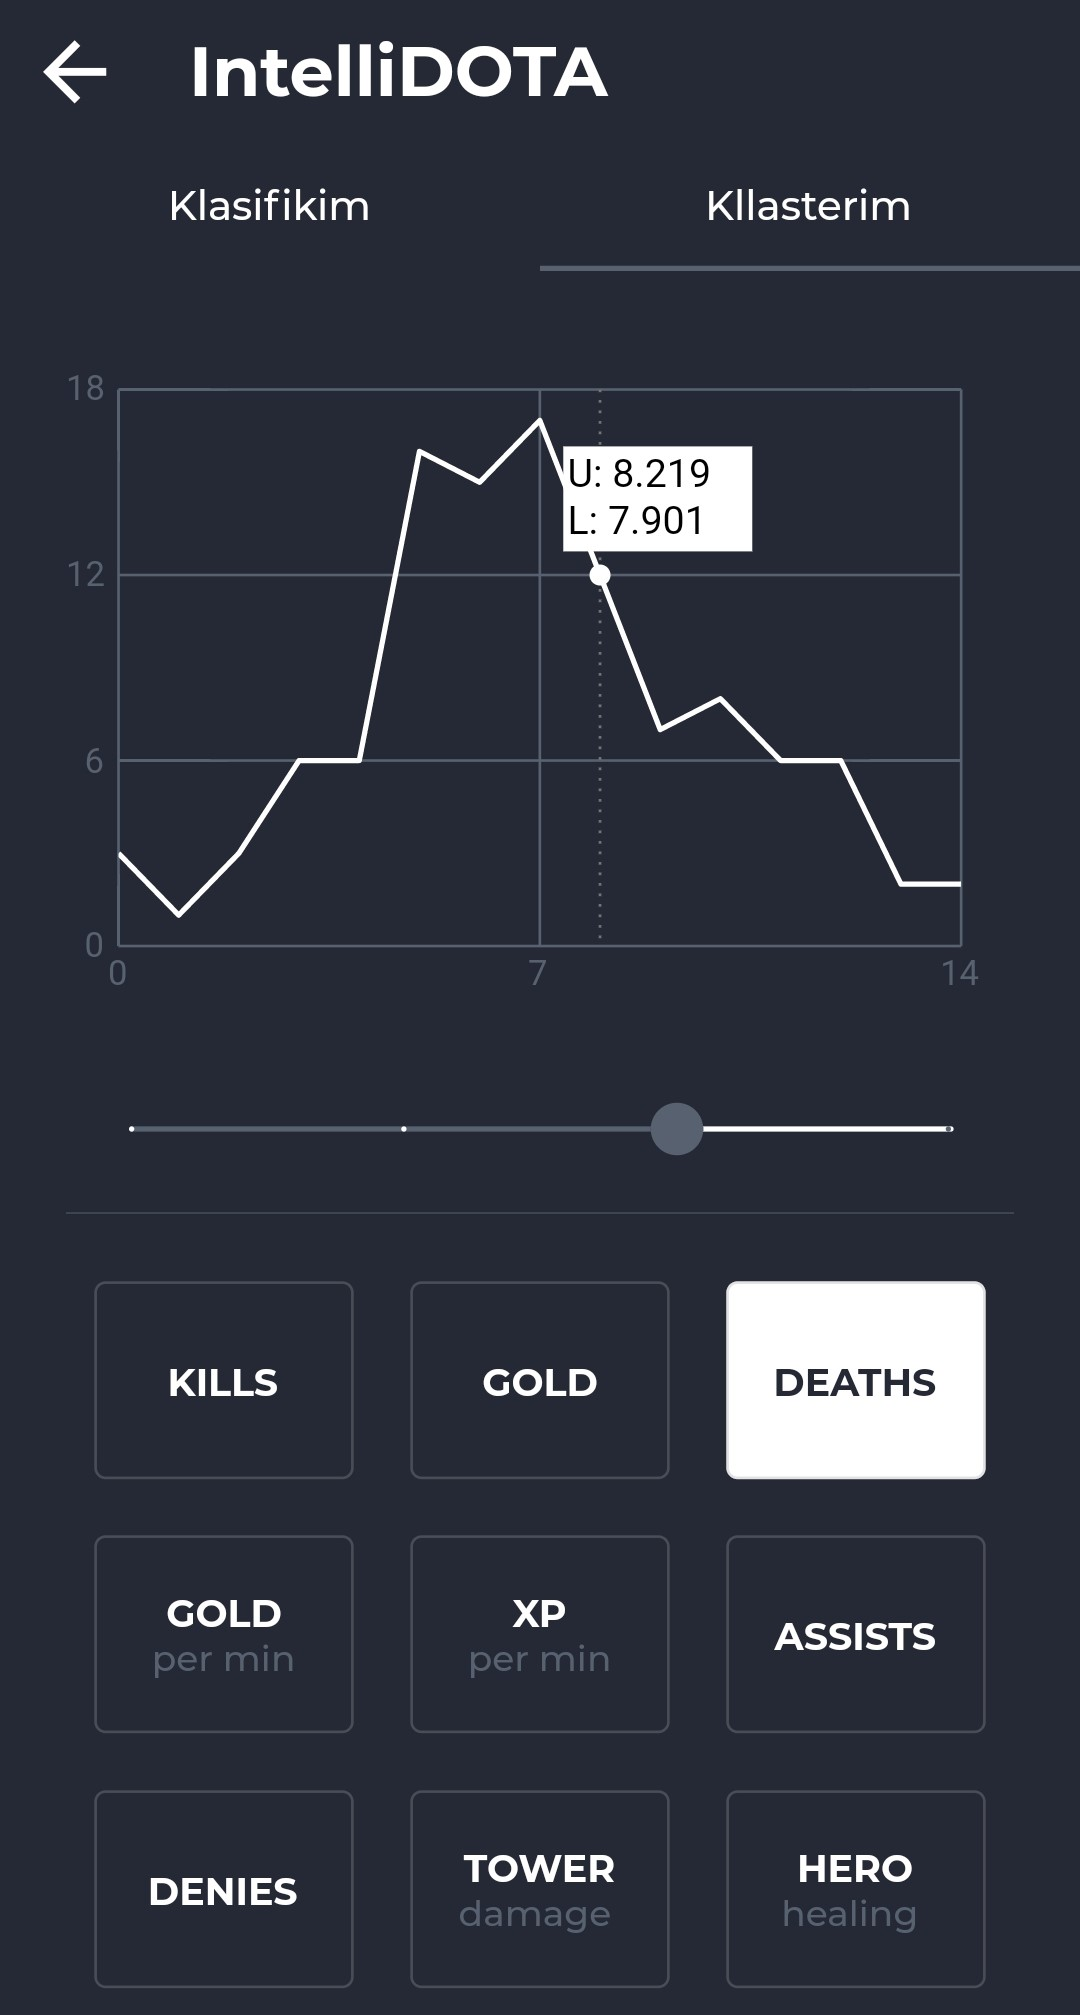 IntelliDOTA
Klasifikim
Kllasterim
18
12
6
0
0
7
14
U: 8.219
L: 7.901
KILLS
GOLD
DEATHS
GOLD
per min
XP
per min
ASSISTS
DENIES
TOWER
damage
HERO
healing